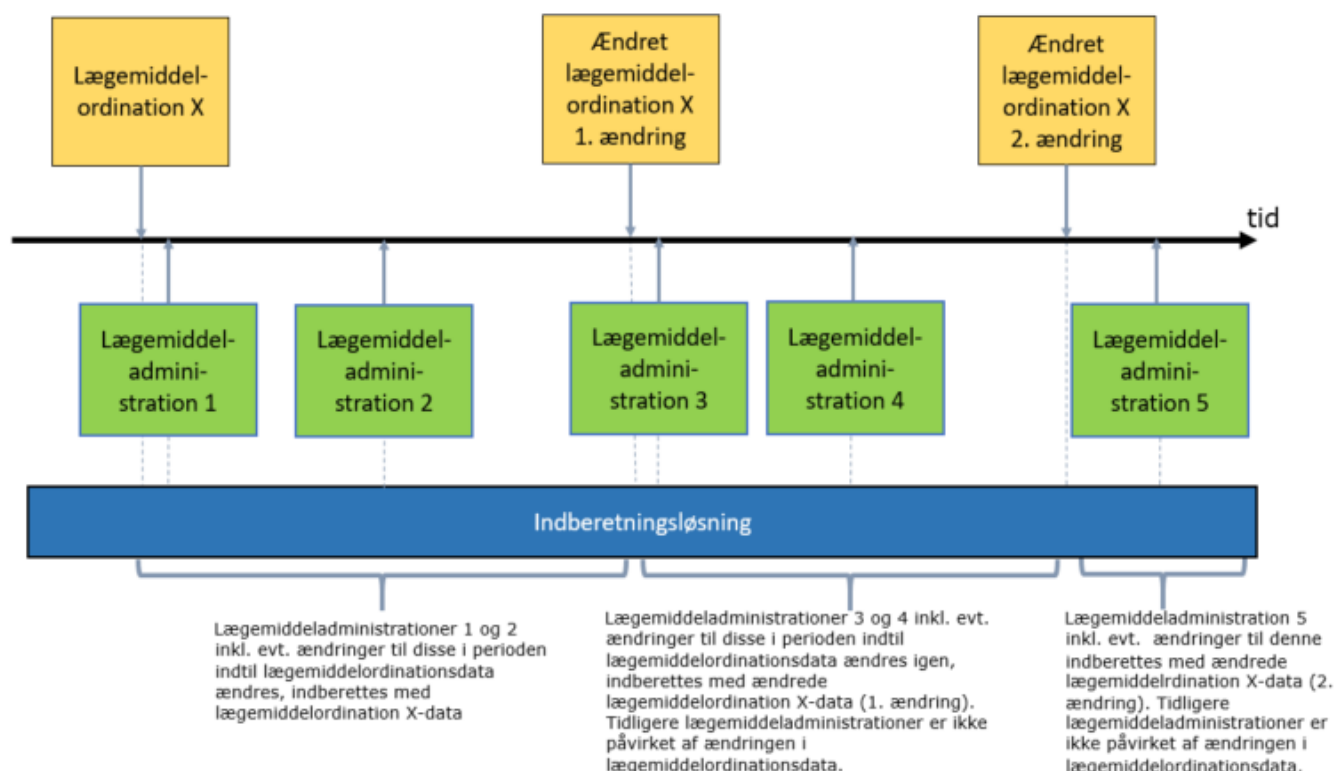 Lægemiddel-
ordination X
Ændret
lægemiddel-
ordination X
1. ændring
Ændret
lægemiddel-
ordination X
2. ændring
tid
Lægemiddel-
admini-
stration 1
Lægemiddel-
admini-
stration 2
Lægemiddel-
admini-
stration 3
Lægemiddel-
admini-
stration 4
Lægemiddel-
admini-
stration 5
Indberetningsløsning
Lægemiddeladministrationer 1 og 2
inkl. evt. ændringer til disse i perioden
indtil lægemiddelordinationsdata
ændres, indberettes med
lægemiddelordination X-data
Lægemiddeladministrationer 3 og 4 inkl. evt.
ændringer til disse i perioden indtil
lægemiddelordinationsdata ændres igen,
indberettes med ændrede
lægemiddelordination X-data (1. ændring).
Tidligere lægemiddeladministrationer er ikke
påvirket af ændringen i
lægemiddelordinationsdata.
Lægemiddeladministration 5
inkl. evt. ændringer til denne
indberettes med ændrede
lægemiddelrdination X-data (2.
ændring). Tidligere
lægemiddeladministrationer er
ikke påvirket af ændringen i
lægemiddelordinationsdata.